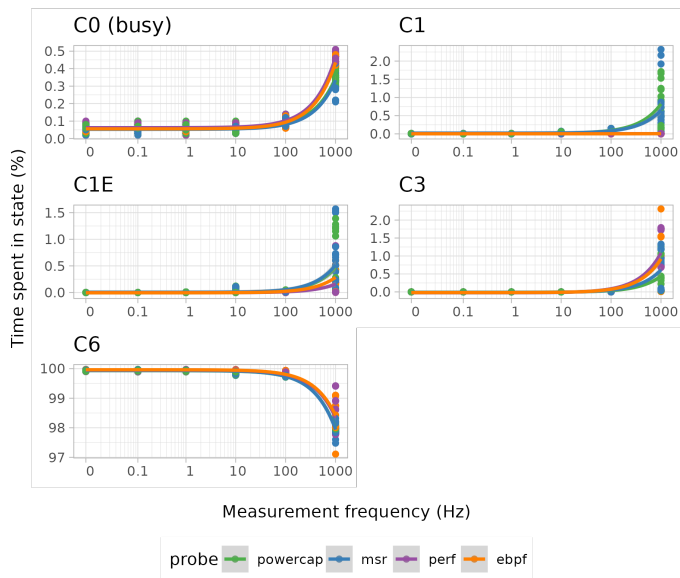 C0 (busy)
C1
0.5
0.4
0.3
0.2
0.1
0.0
0 0.1 1 10 100 1000
2.0
1.5
1.0
0.5
0.0
0 0.1 1 10 100 1000
C1E
C3
1.5
1.0
0.5
0.0
0 0.1 1 10 100 1000
2.0
1.5
1.0
0.5
0.0
0 0.1 1 10 100 1000
Time spent in state (%)
C6
100
99
98
97
0 0.1 1 10 100 1000
Measurement frequency (Hz)
probe powercap msr perf ebpf